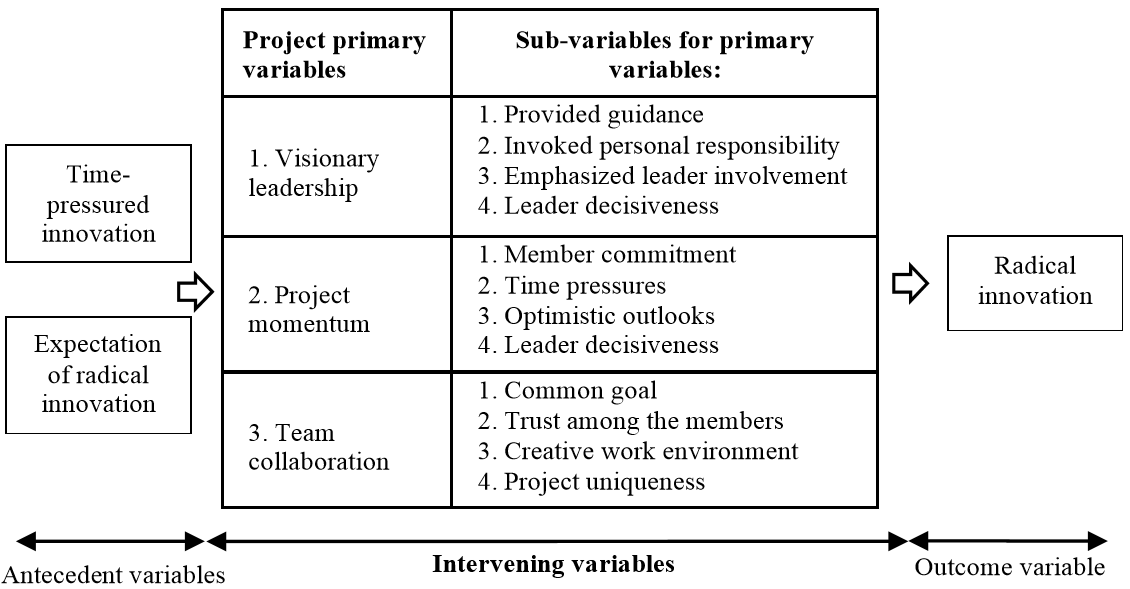 Time-
pressured
innovation
Expectation
of radical
innovation
Project primary
variables
Sub-variables for primary
variables:
1. Visionary
leadership
1. Provided guidance
2. Invoked personal responsibility
3. Emphasized leader involvement
4. Leader decisiveness
2. Project
momentum
1. Member commitment
2. Time pressures
3. Optimistic outlooks
4. Leader decisiveness
3. Team
collaboration
1. Common goal
2. Trust among the members
3. Creative work environment
4. Project uniqueness
Radical
innovation
Antecedent variables
Intervening variables
Outcome variable